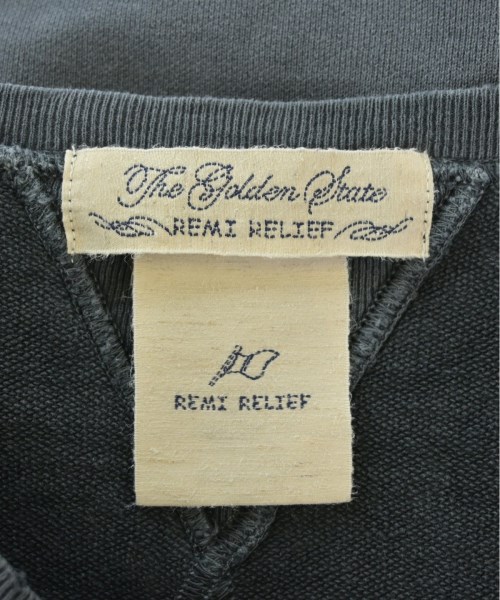 The Golden State
REMI RELIEF
REMI RELIEF